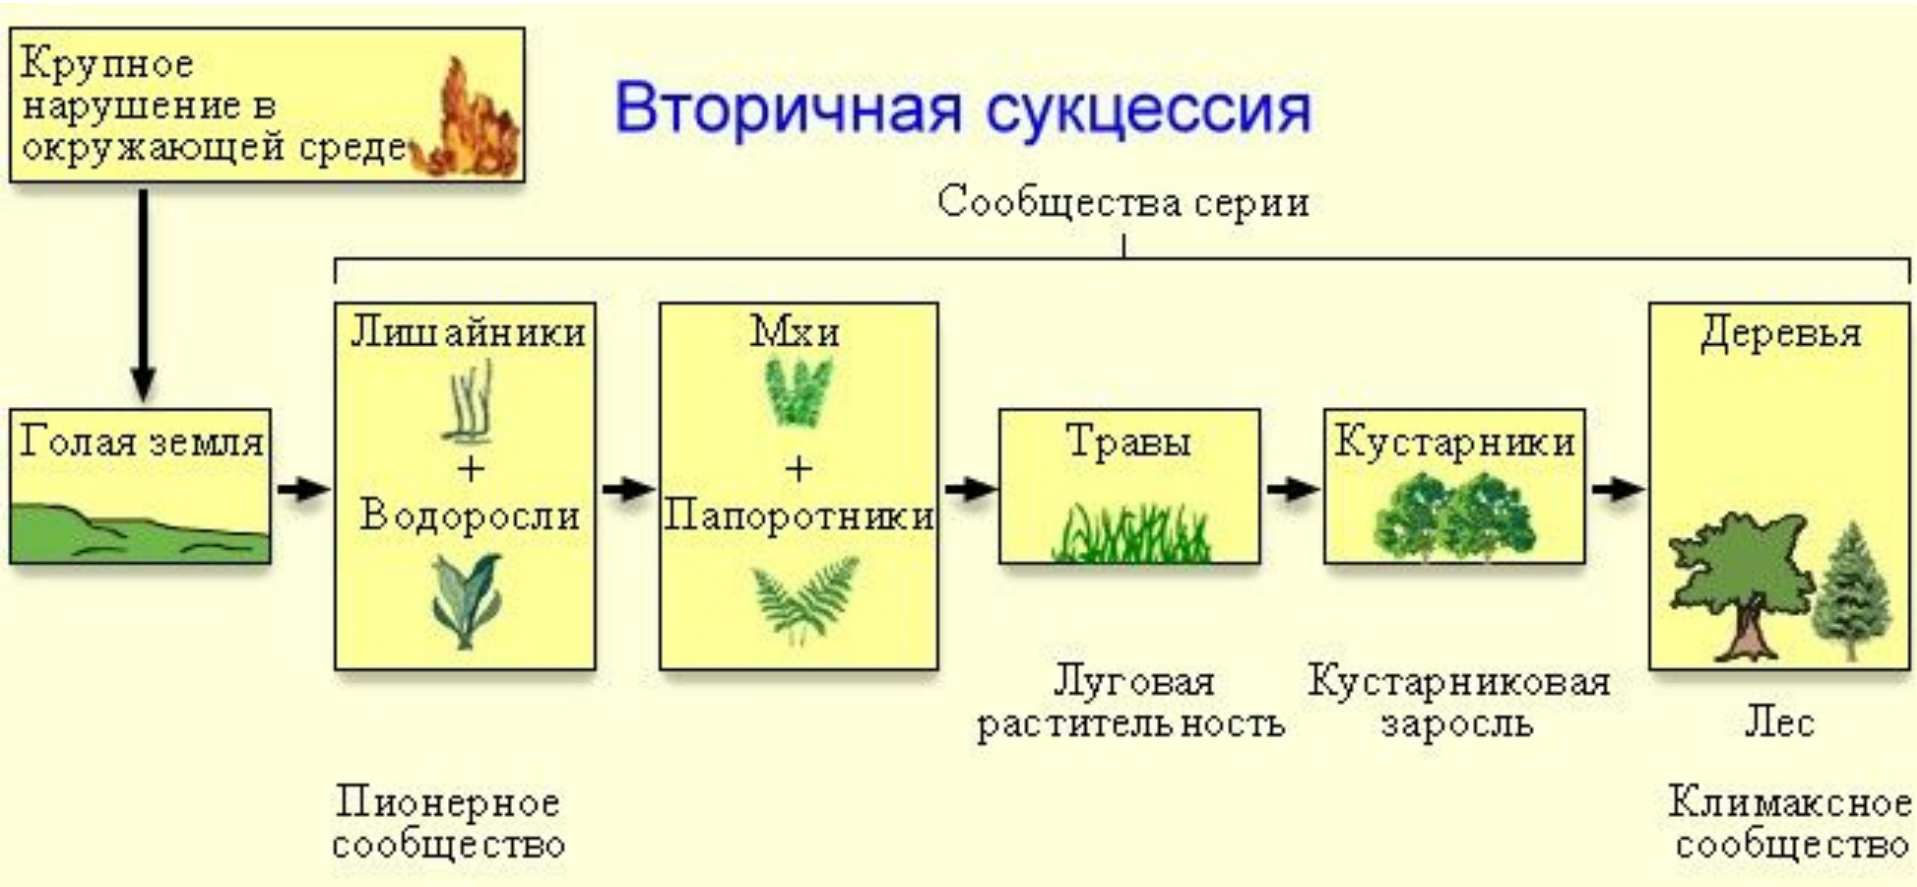 Крупное
нарушение в
окружающей среде
Вторичная сукцессия
Сообщества серии
Голая земля
Лишайники
+
Водоросли
Мхи
+
Папоротники
Травы
Кустарники
Деревья
Луговая
растительность
Кустарниковая
заросль
Лес
Пионерное
сообщество
Климаксное
сообщество